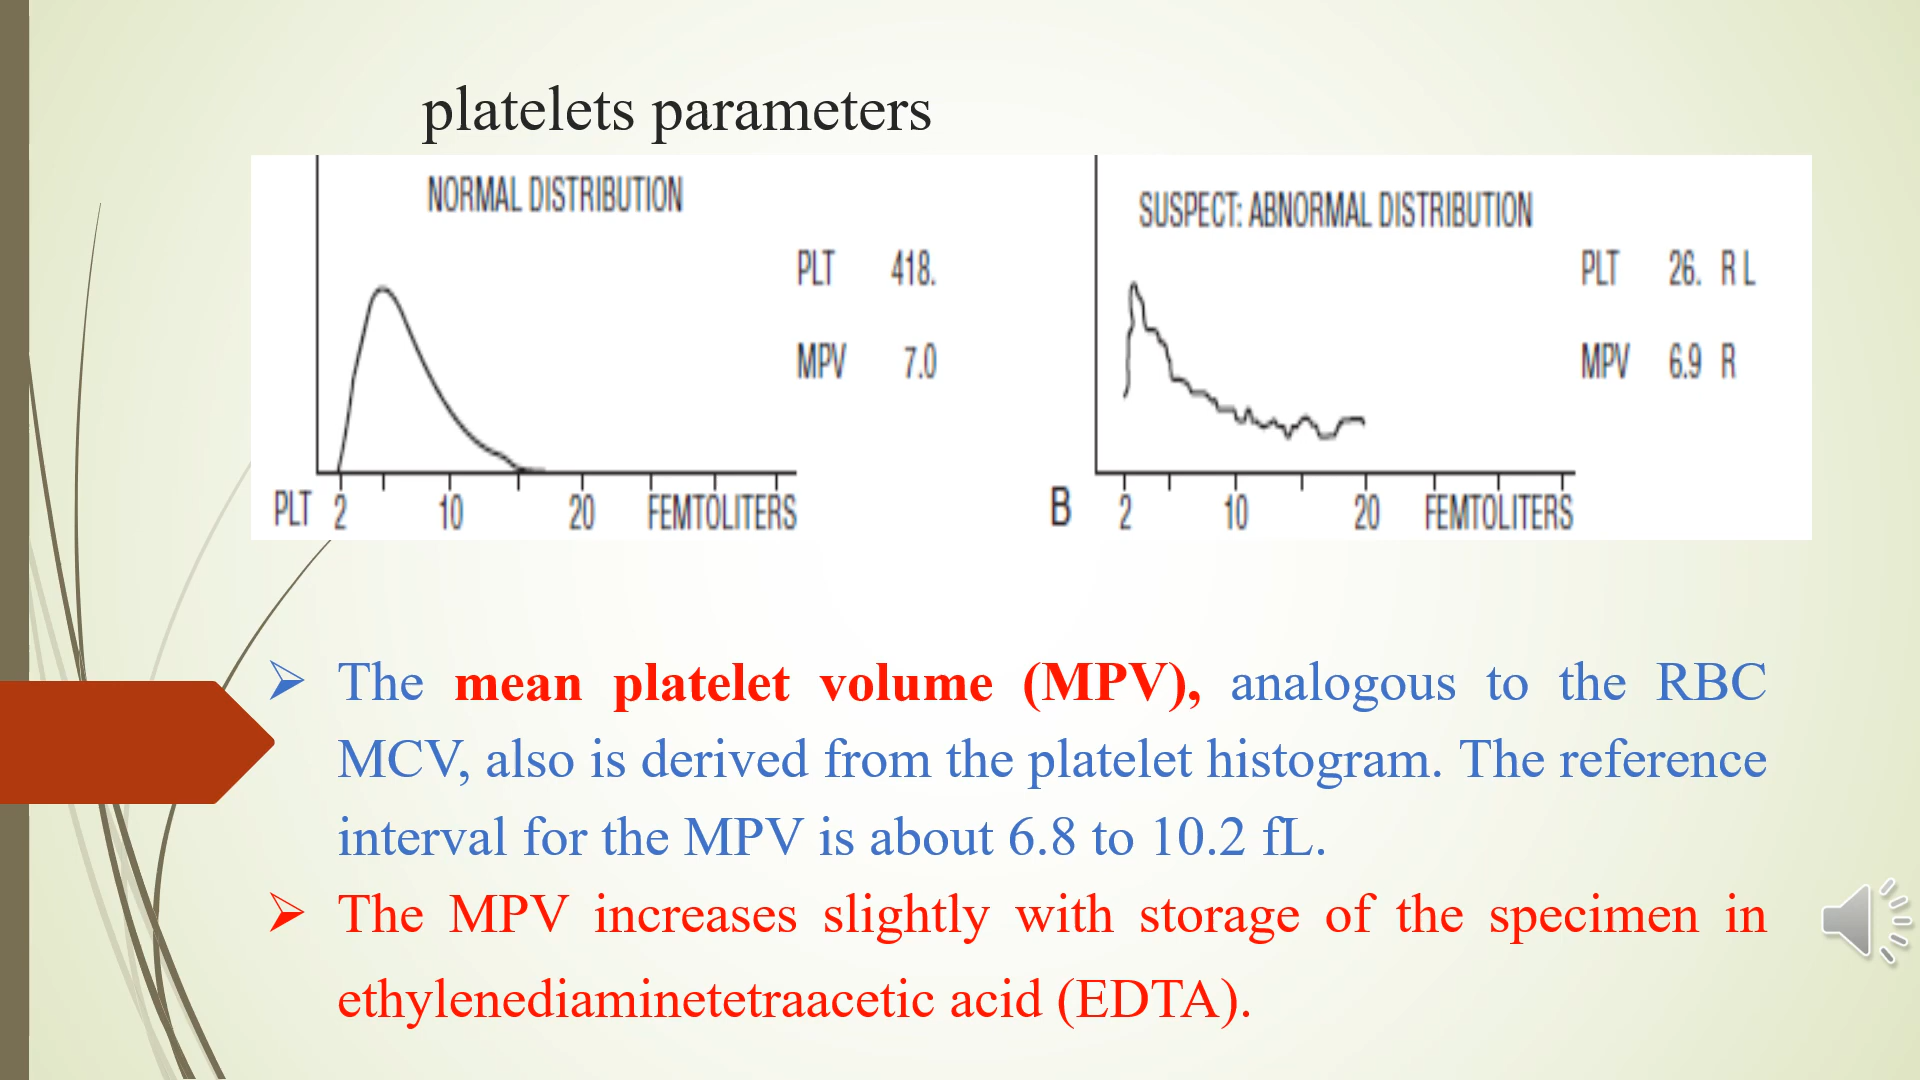 platelets parameters
NORMAL DISTRIBUTION
PLT 418.
MPV 7.0
PLT 2 10 20 FEMTOLITERS
SUSPECT: ABNORMAL DISTRIBUTION
PLT 26. R L
MPV 6.9 R
B 2 10 20 FEMTOLITERS
The mean platelet volume (MPV), analogous to the RBC
MCV, also is derived from the platelet histogram. The reference
interval for the MPV is about 6.8 to 10.2 fL.
The MPV increases slightly with storage of the specimen in
ethylenediaminetetraacetic acid (EDTA).